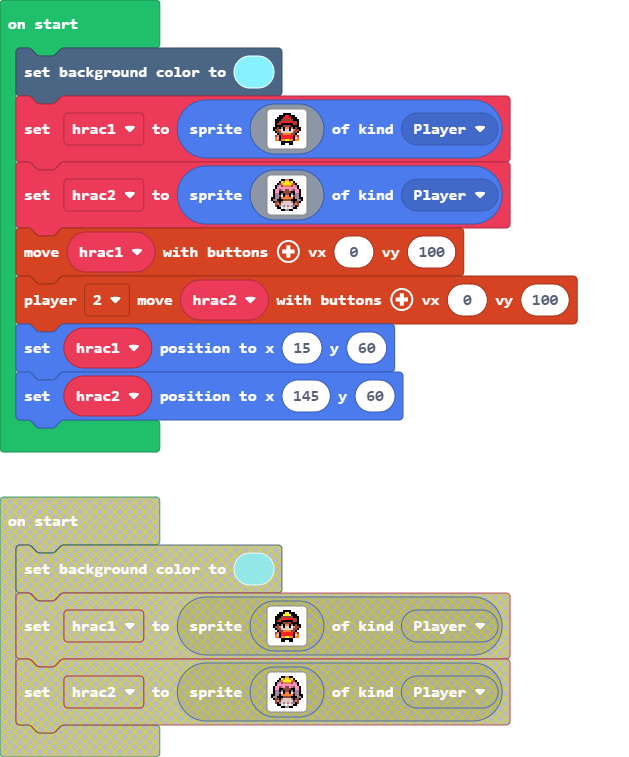 on start
set background color to
set hrac1 to sprite of kind Player
set hrac2 to sprite of kind Player
move hrac1 with buttons vx 0 vy 100
player 2 move hrac2 with buttons vx 0 vy 100
set hrac1 position to x 15 y 60
set hrac2 position to x 145 y 60
on start
set background color to
set hrac1 to sprite of kind Player
set hrac2 to sprite of kind Player